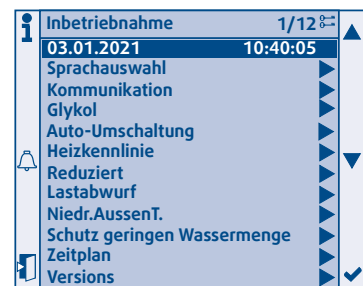 Inbetriebnahme 1/12
03.01.2021 10:40:05
Sprachauswahl
Kommunikation
Glykol
Auto-Umschaltung
Heizkennlinie
Reduziert
Lastabwurf
Niedr.AussenT.
Schutz geringen Wassermenge
Zeitplan
Versions